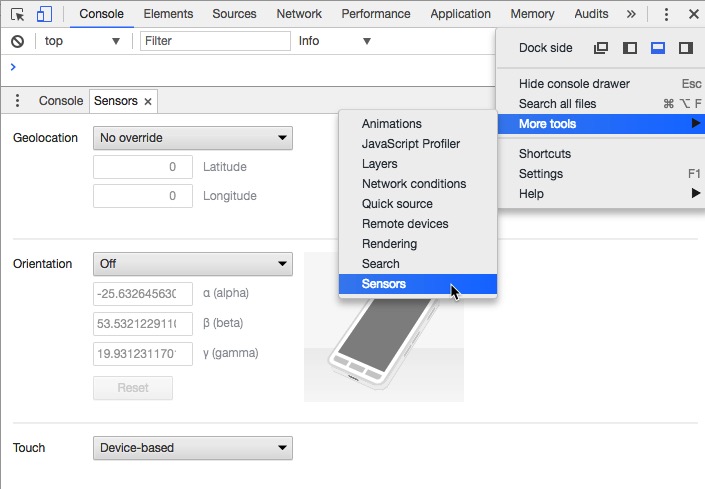 Console Elements Sources Network Performance Application Memory Audits »
top Filter Info
Dock side
Hide console drawer Esc
Search all files ⌘ ⌥ F
More tools
Shortcuts
Settings F1
Help
Console Sensors ×
Animations
JavaScript Profiler
Layers
Network conditions
Quick source
Remote devices
Rendering
Search
Sensors
Geolocation No override
0 Latitude
0 Longitude
Orientation Off
-25.632645630 α (alpha)
53.5321229110 β (beta)
19.9312311701 γ (gamma)
Reset
Touch Device-based